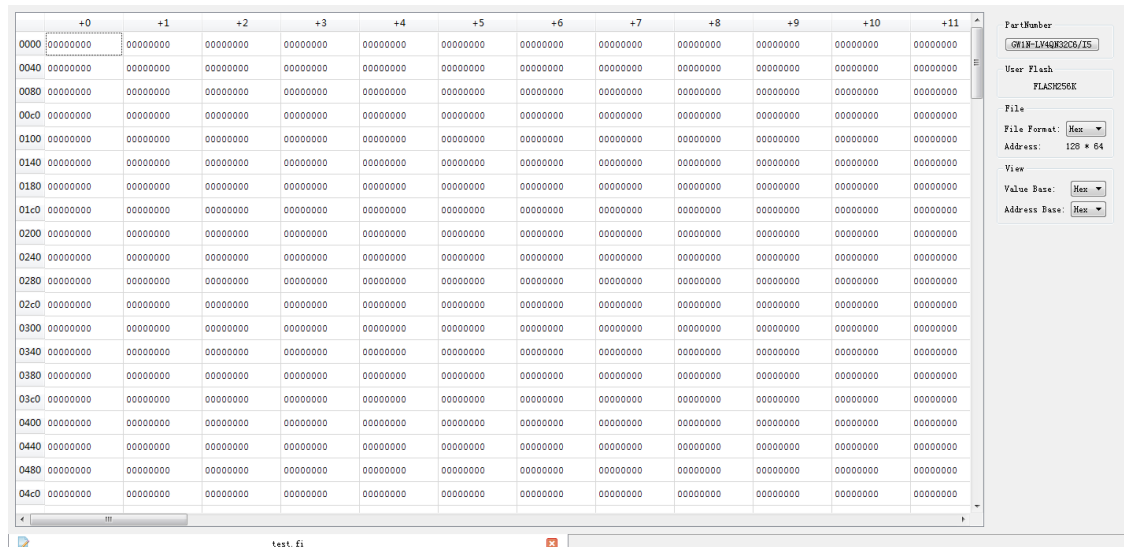 +0 +1 +2 +3 +4 +5 +6 +7 +8 +9 +10 +11
0000 00000000 00000000 00000000 00000000 00000000 00000000 00000000 00000000 00000000 00000000 00000000 00000000
0040 00000000 00000000 00000000 00000000 00000000 00000000 00000000 00000000 00000000 00000000 00000000 00000000
0080 00000000 00000000 00000000 00000000 00000000 00000000 00000000 00000000 00000000 00000000 00000000 00000000
00c0 00000000 00000000 00000000 00000000 00000000 00000000 00000000 00000000 00000000 00000000 00000000 00000000
0100 00000000 00000000 00000000 00000000 00000000 00000000 00000000 00000000 00000000 00000000 00000000 00000000
0140 00000000 00000000 00000000 00000000 00000000 00000000 00000000 00000000 00000000 00000000 00000000 00000000
0180 00000000 00000000 00000000 00000000 00000000 00000000 00000000 00000000 00000000 00000000 00000000 00000000
01c0 00000000 00000000 00000000 00000000 00000000 00000000 00000000 00000000 00000000 00000000 00000000 00000000
0200 00000000 00000000 00000000 00000000 00000000 00000000 00000000 00000000 00000000 00000000 00000000 00000000
0240 00000000 00000000 00000000 00000000 00000000 00000000 00000000 00000000 00000000 00000000 00000000 00000000
0280 00000000 00000000 00000000 00000000 00000000 00000000 00000000 00000000 00000000 00000000 00000000 00000000
02c0 00000000 00000000 00000000 00000000 00000000 00000000 00000000 00000000 00000000 00000000 00000000 00000000
0300 00000000 00000000 00000000 00000000 00000000 00000000 00000000 00000000 00000000 00000000 00000000 00000000
0340 00000000 00000000 00000000 00000000 00000000 00000000 00000000 00000000 00000000 00000000 00000000 00000000
0380 00000000 00000000 00000000 00000000 00000000 00000000 00000000 00000000 00000000 00000000 00000000 00000000
03c0 00000000 00000000 00000000 00000000 00000000 00000000 00000000 00000000 00000000 00000000 00000000 00000000
0400 00000000 00000000 00000000 00000000 00000000 00000000 00000000 00000000 00000000 00000000 00000000 00000000
0440 00000000 00000000 00000000 00000000 00000000 00000000 00000000 00000000 00000000 00000000 00000000 00000000
0480 00000000 00000000 00000000 00000000 00000000 00000000 00000000 00000000 00000000 00000000 00000000 00000000
04c0 00000000 00000000 00000000 00000000 00000000 00000000 00000000 00000000 00000000 00000000 00000000 00000000
PartNumber
GW1N-LV4QN32C6/I5
User Flash
FLASH256K
File
File Format: Hex
Address: 128 * 64
View
Value Base: Hex
Address Base: Hex
test.fi